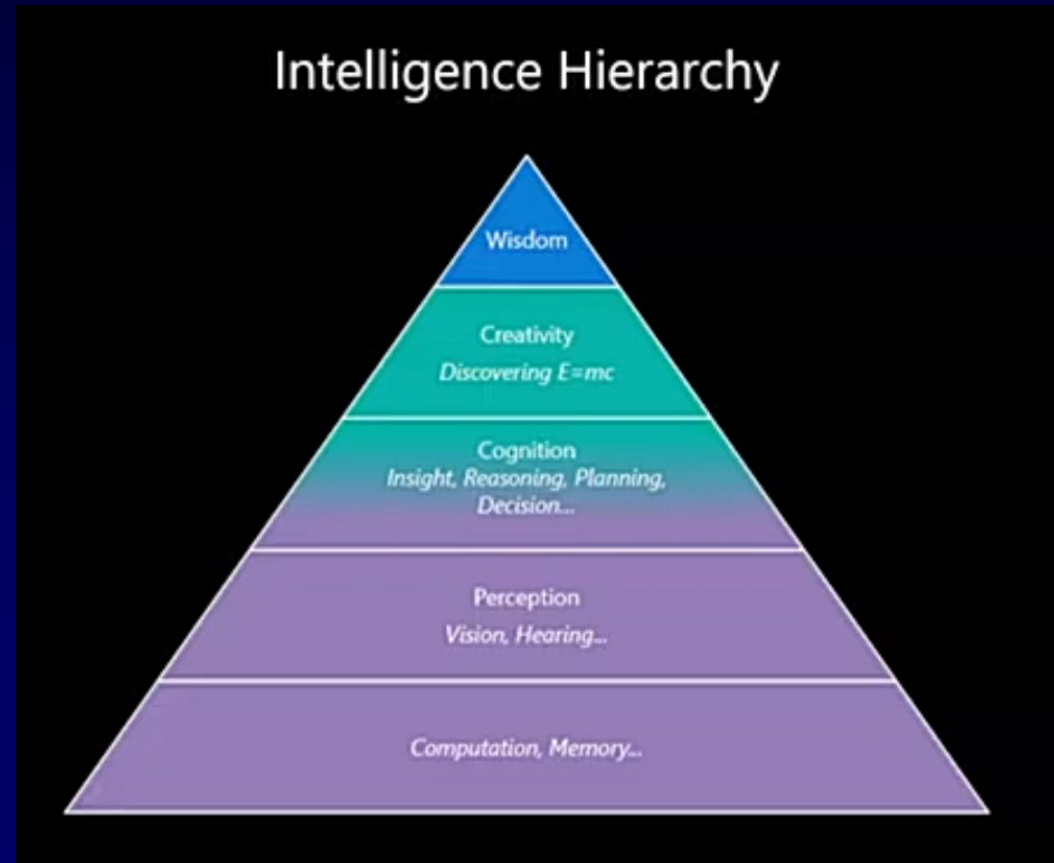 Intelligence Hierarchy
Wisdom
Creativity
Discovering E=mc
Cognition
Insight, Reasoning, Planning,
Decision...
Perception
Vision, Hearing...
Computation, Memory...